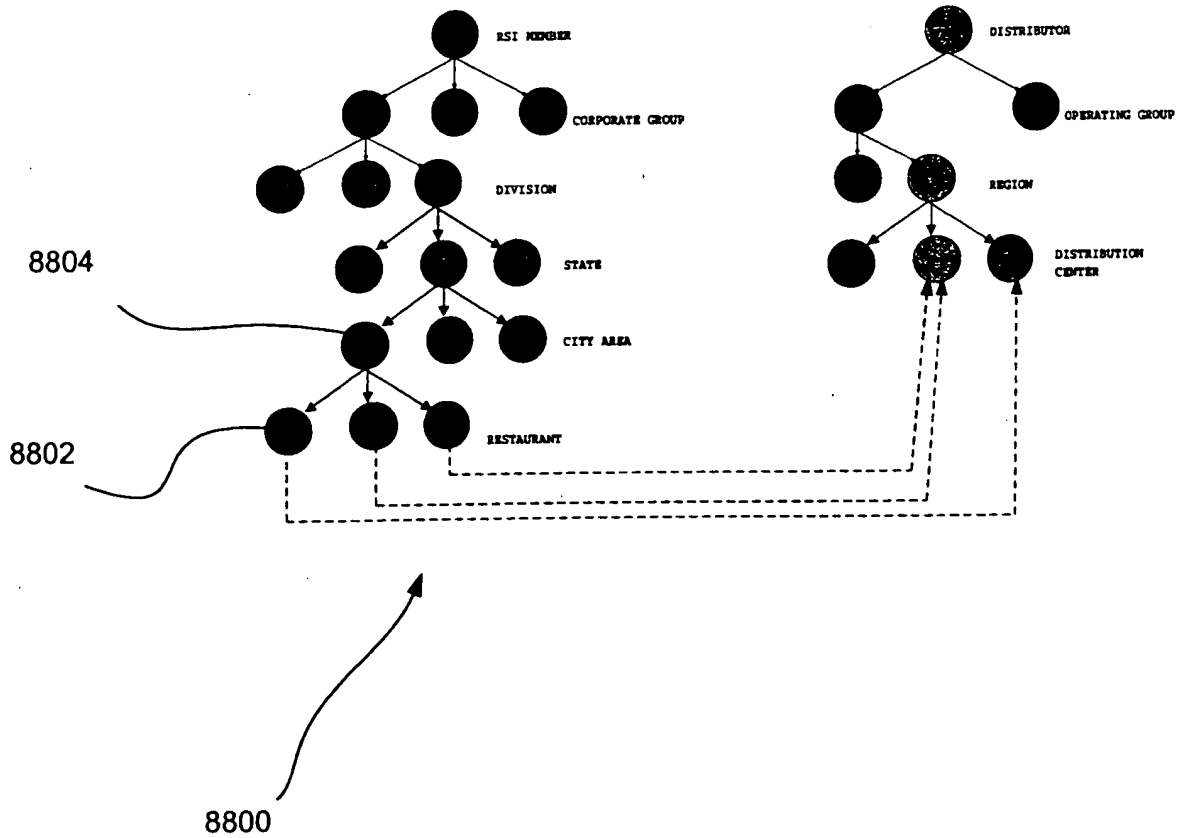 RSI MEMBER
DISTRIBUTOR
CORPORATE GROUP
OPERATING GROUP
DIVISION
REGION
8804
STATE
DISTRIBUTION
CENTER
CITY AREA
8802
RESTAURANT
8800